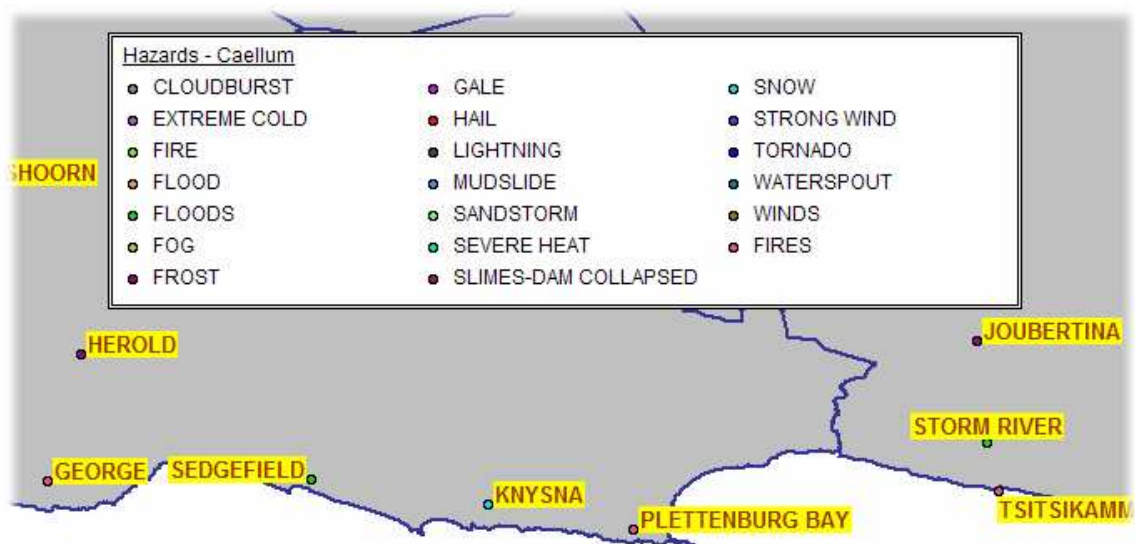 Hazards - Caellum
CLOUDBURST
EXTREME COLD
FIRE
FLOOD
FLOODS
FOG
FROST
GALE
HAIL
LIGHTNING
MUDSLIDE
SANDSTORM
SEVERE HEAT
SLIMES-DAM COLLAPSED
SNOW
STRONG WIND
TORNADO
WATERSPOUT
WINDS
FIRES
SHOORN
HEROLD
JOUBERTINA
STORM RIVER
GEORGE
SEDGEFIELD
KNYSNA
PLETTENBURG BAY
TSITSIKAMM